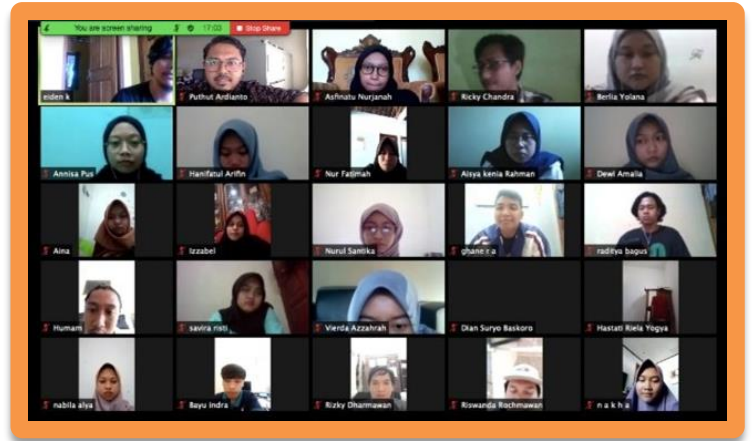 You are screen sharing 17:03 Stop Share
eiden k Puthut Ardianto Asfinatu Nurjanah Ricky Chandra Berlia Yolana
Annisa Pus Hanifatul Arifin Nur Fatimah Aisya kenia Rahman Dewi Amalia
Aina Izzabel Nurul Santika ghane r a raditya bagus
Humam savira risti Vierda Azzahrah Dian Suryo Baskoro Hastati Riela Yogya
nabila alya Bayu Indra Rizky Dharmawan Riswanda Rochmawan n a k h a